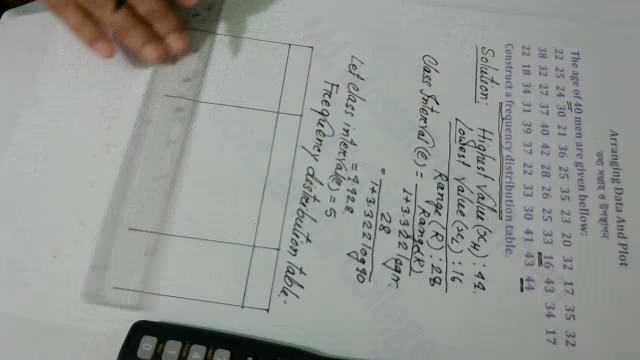 Arranging Data And Plot
The age of 40 men are given bellow:
22 25 24 30 21 36 25 35 23 20 32 17 35 32
38 32 27 37 40 42 28 26 25 33 16 43 34 17
22 18 34 31 39 37 22 33 30 41 43 44
Construct a frequency distribution table.
Solution: Highest value (xH) : 44.
Lowest value (xL) : 16
Range (R) : 28
Class Interval (c) = Range(R)
1+3.322 log n.
= 28
1+3.322 log 40
= 4.428
Let class interval(c) = 5
Frequency distribution table.